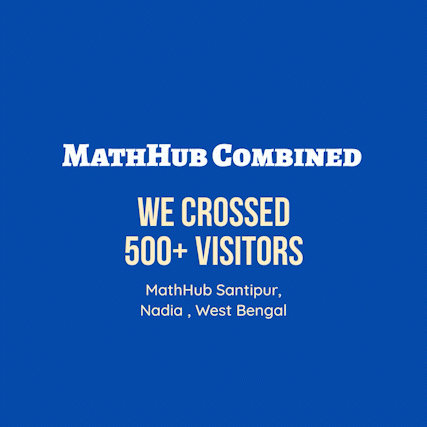 MathHub Combined
WE CROSSED
500+ VISITORS
MathHub Santipur,
Nadia , West Bengal